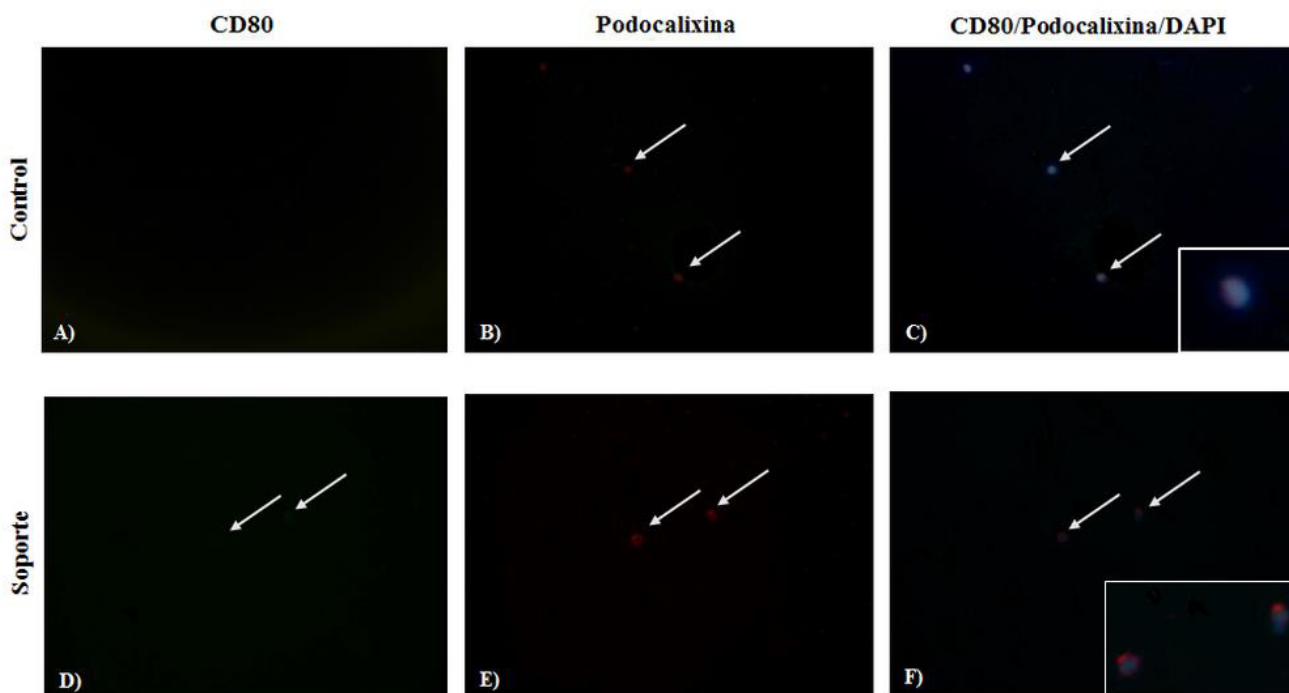 CD80
Podocalixina
CD80/Podocalixina/DAPI
Control
A)
B)
C)
Soporte
D)
E)
F)